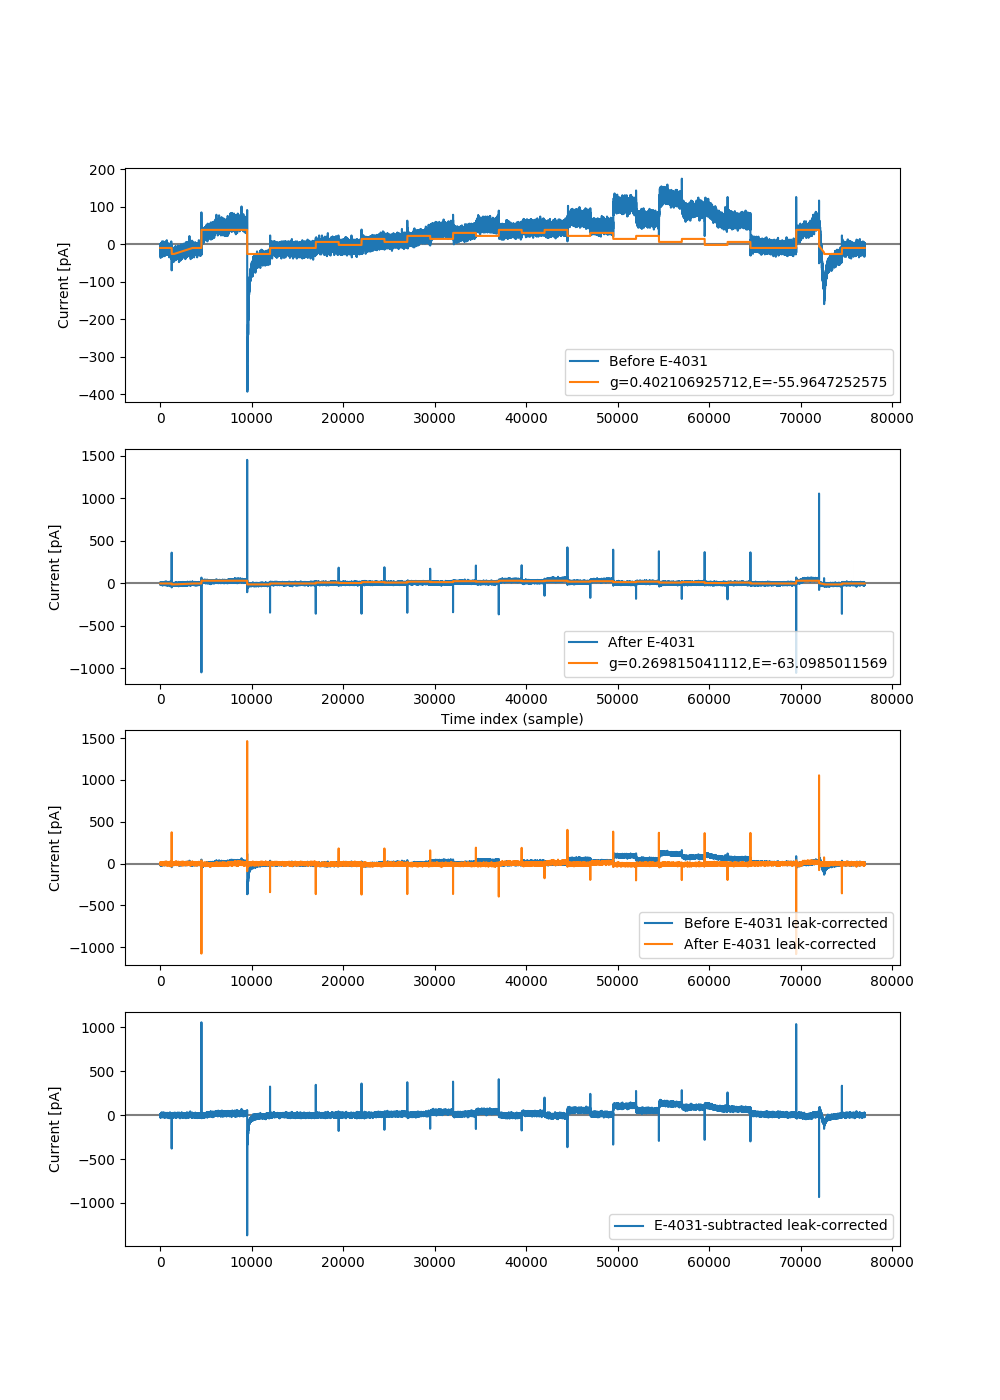 200
100
0
−100
−200
−300
−400
Current [pA]
Before E-4031
g=0.402106925712,E=-55.9647252575
0 10000 20000 30000 40000 50000 60000 70000 80000
1500
1000
500
0
−500
−1000
Current [pA]
After E-4031
g=0.269815041112,E=-63.0985011569
0 10000 20000 30000 40000 50000 60000 70000 80000
Time index (sample)
1500
1000
500
0
−500
−1000
Current [pA]
Before E-4031 leak-corrected
After E-4031 leak-corrected
0 10000 20000 30000 40000 50000 60000 70000 80000
1000
500
0
−500
−1000
Current [pA]
E-4031-subtracted leak-corrected
0 10000 20000 30000 40000 50000 60000 70000 80000